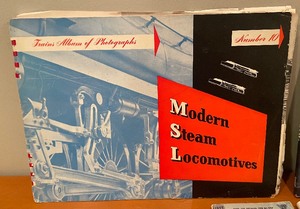 Trains Album of Photographs
Number 10
Modern
Steam
Locomotives